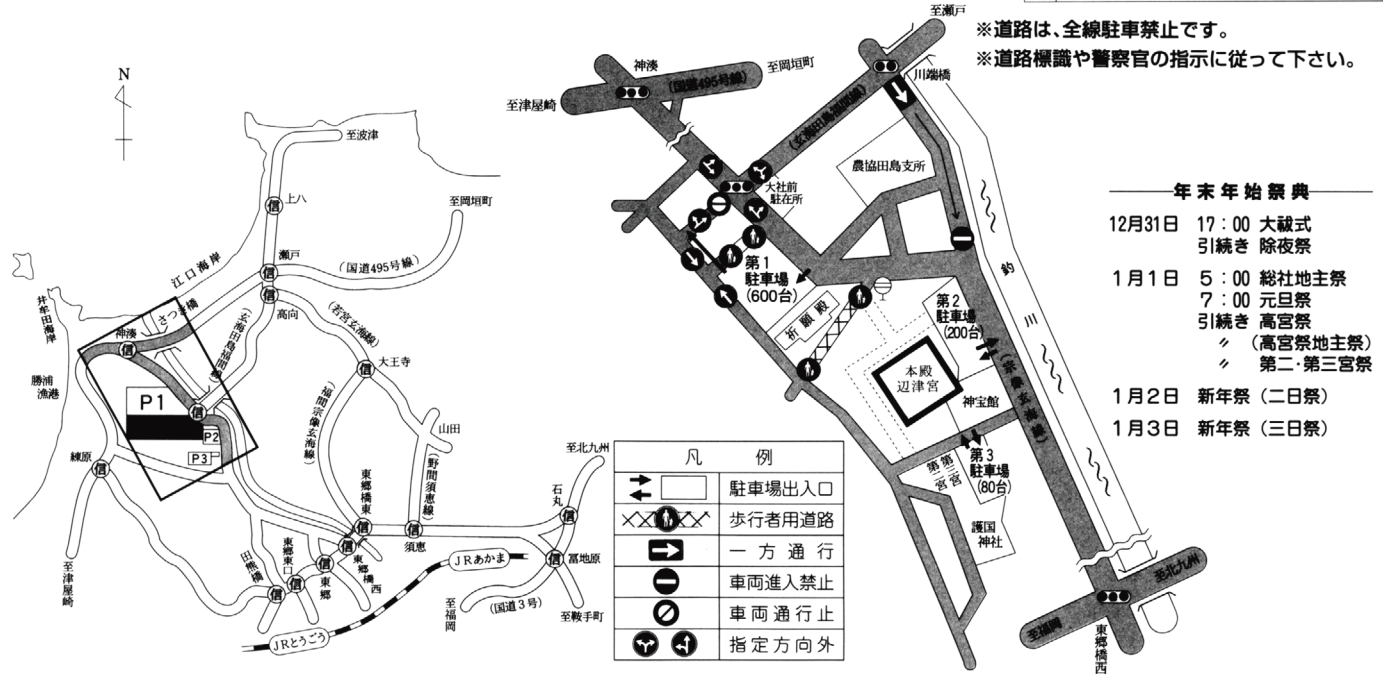 ※道路は、全線駐車禁止です。
※道路標識や警察官の指示に従って下さい。
年末年始祭典
12月31日 17：00 大祓式
引続き 除夜祭
1月1日 5：00 総社地主祭
7：00 元旦祭
引続き 高宮祭
〃 （高宮祭地主祭）
〃 第二・第三宮祭
1月2日 新年祭（二日祭）
1月3日 新年祭（三日祭）
N
至波津
信
上八
至岡垣町
瀬戸
信
(国道495号線)
江口海岸
さつき橋
信
高向
(若宮玄海線)
(玄海田島福間線)
神湊
信
大王寺
信
勝浦
漁港
P1
信
P2
P3
(福間宗像玄海線)
山田
(野間須恵線)
練原
信
至津屋崎
田熊橋
信
東郷東口
信
東郷
信
東郷橋西
信
東郷橋東
信
須恵
信
至北九州
石丸
信
冨地原
信
JRあかま
JRとうごう
至福岡
(国道3号)
至鞍手町
凡例
駐車場出入口
歩行者用道路
一方通行
車両進入禁止
車両通行止
指定方向外
至瀬戸
川端橋
神湊
至岡垣町
(国道495号線)
至津屋崎
(玄海田島福間線)
農協田島支所
大社前
駐在所
第1
駐車場
(600台)
祈願殿
第2
駐車場
(200台)
釣川
本殿
辺津宮
神宝館
(宗像玄海線)
第3
駐車場
(80台)
第三宮
第二宮
護国
神社
至北九州
至福岡
東郷橋西